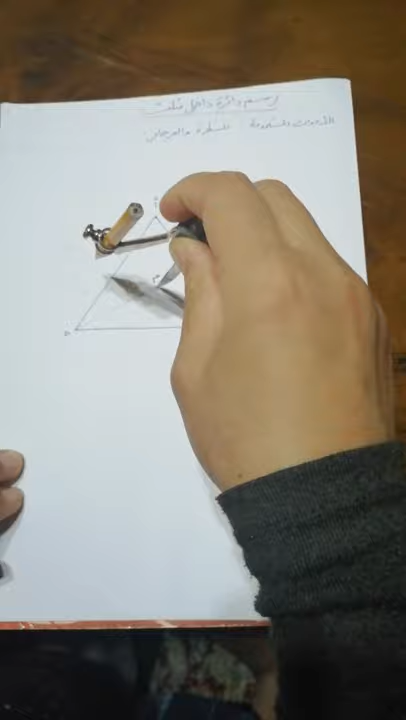 رسم دائرة داخل مثلث
الأدوات المستخدمة المسطرة والفرجار